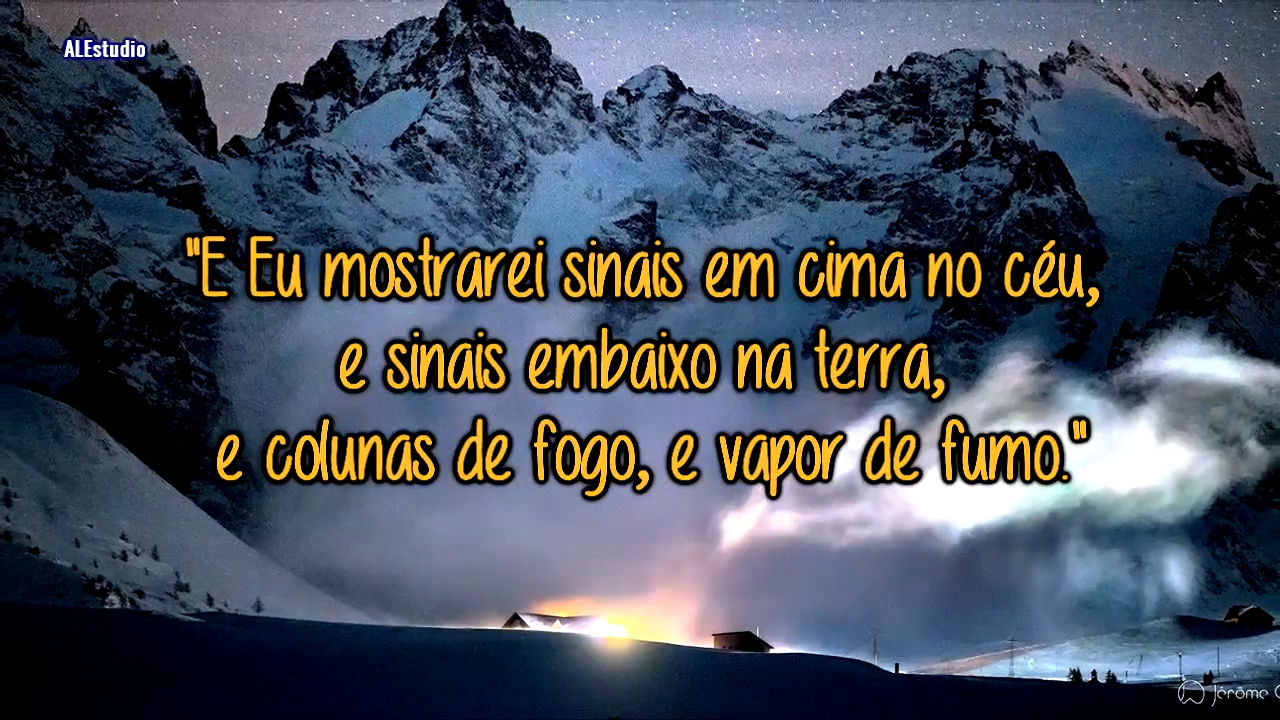 ALEstudio
"E Eu mostrarei sinais em cima no céu,
e sinais embaixo na terra,
e colunas de fogo, e vapor de fumo."
Jérôme